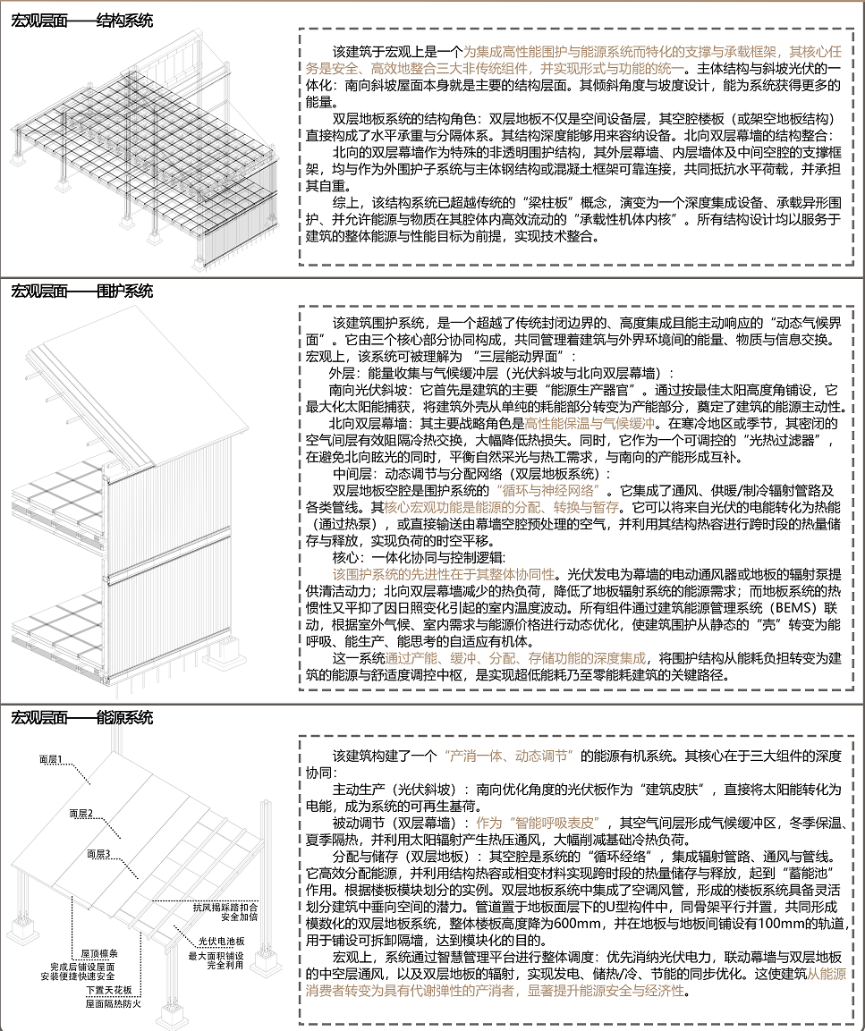 宏观层面——结构系统
该建筑于宏观上是一个为集成高性能围护与能源系统而特化的支撑与承载框架，其核心任
务是安全、高效地整合三大非传统组件，并实现形式与功能的统一。主体结构与斜坡光伏的一
体化：南向斜坡屋面本身就是主要的结构层面。其倾斜角度与坡度设计，能为系统获得更多的
能量。
双层地板系统的结构角色：双层地板不仅是空间设备层，其空腔楼板（或架空地板结构）
直接构成了水平承重与分隔体系。其结构深度能够用来容纳设备。北向双层幕墙的结构整合：
北向的双层幕墙作为特殊的非透明围护结构，其外层幕墙、内层墙体及中间空腔的支撑框
架，均与作为外围护子系统与主体钢结构或混凝土框架可靠连接，共同抵抗水平荷载，并承担
其自重。
综上，该结构系统已超越传统的“梁柱板”概念，演变为一个深度集成设备、承载异形围
护、并允许能源与物质在其腔体内高效流动的“承载性机体内核”。所有结构设计均以服务于
建筑的整体能源与性能目标为前提，实现技术整合。
宏观层面——围护系统
该建筑围护系统，是一个超越了传统封闭边界的、高度集成且能主动响应的“动态气候界
面”。它由三个核心部分协同构成，共同管理着建筑与外界环境间的能量、物质与信息交换。
宏观上，该系统可被理解为 “三层能动界面”：
外层：能量收集与气候缓冲层（光伏斜坡与北向双层幕墙）：
南向光伏斜坡：它首先是建筑的主要“能源生产器官”。通过按最佳太阳高度角铺设，它
最大化太阳能捕获，将建筑外壳从单纯的耗能部分转变为产能部分，奠定了建筑的能源主动性。
北向双层幕墙：其主要战略角色是高性能保温与气候缓冲。在寒冷地区或季节，其密闭的
空气间层有效阻隔冷热交换，大幅降低热损失。同时，它作为一个可调控的“光热过滤器”，
在避免北向眩光的同时，平衡自然采光与热工需求，与南向的产能形成互补。
中间层：动态调节与分配网络（双层地板系统）：
双层地板空腔是围护系统的“循环与神经网络”。它集成了通风、供暖/制冷辐射管路及
各类管线。其核心宏观功能是能源的分配、转换与暂存。它可以将来自光伏的电能转化为热能
（通过热泵），或直接输送由幕墙空腔预处理的空气，并利用其结构热容进行跨时段的热量储
存与释放，实现负荷的时空平移。
核心：一体化协同与控制逻辑:
该围护系统的先进性在于其整体协同性。光伏发电为幕墙的电动通风器或地板的辐射泵提
供清洁动力；北向双层幕墙减少的热负荷，降低了地板辐射系统的能源需求；而地板系统的热
惯性又平抑了因日照变化引起的室内温度波动。所有组件通过建筑能源管理系统（BEMS）联
动，根据室外气候、室内需求与能源价格进行动态优化，使建筑围护从静态的“壳”转变为能
呼吸、能生产、能思考的自适应有机体。
这一系统通过产能、缓冲、分配、存储功能的深度集成，将围护结构从能耗负担转变为建
筑的能源与舒适度调控中枢，是实现超低能耗乃至零能耗建筑的关键路径。
宏观层面——能源系统
面层1
面层2
面层3
抗风揭踩踏扣合
安全加倍
光伏电池板
最大面积铺设
完全利用
屋顶檩条
完成后铺设屋面
安装便捷快速安全
下置天花板
屋面隔热防火
该建筑构建了一个“产消一体、动态调节”的能源有机系统。其核心在于三大组件的深度
协同：
主动生产（光伏斜坡）：南向优化角度的光伏板作为“建筑皮肤”，直接将太阳能转化为
电能，成为系统的可再生基荷。
被动调节（双层幕墙）：作为“智能呼吸表皮”，其空气间层形成气候缓冲区，冬季保温、
夏季隔热，并利用太阳辐射产生热压通风，大幅削减基础冷热负荷。
分配与储存（双层地板）：其空腔是系统的“循环经络”，集成辐射管路、通风与管线。
它高效分配能源，并利用结构热容或相变材料实现跨时段的热量储存与释放，起到“蓄能池”
作用。根据楼板模块划分的实例。双层地板系统中集成了空调风管，形成的楼板系统具备灵活
划分建筑中垂向空间的潜力。管道置于地板面层下的U型构件中，同骨架平行并置，共同形成
模数化的双层地板系统，整体楼板高度降为600mm，并在地板与地板间铺设有100mm的轨道，
用于铺设可拆卸隔墙，达到模块化的目的。
宏观上，系统通过智慧管理平台进行整体调度：优先消纳光伏电力，联动幕墙与双层地板
的中空层通风，以及双层地板的辐射，实现发电、储热/冷、节能的同步优化。这使建筑从能源
消费者转变为具有代谢弹性的产消者，显著提升能源安全与经济性。